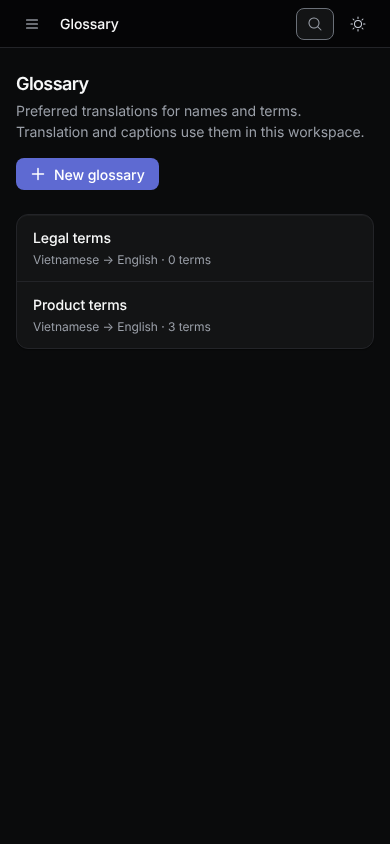 Glossary
Glossary
Preferred translations for names and terms.
Translation and captions use them in this workspace.
New glossary
Legal terms
Vietnamese → English · 0 terms
Product terms
Vietnamese → English · 3 terms